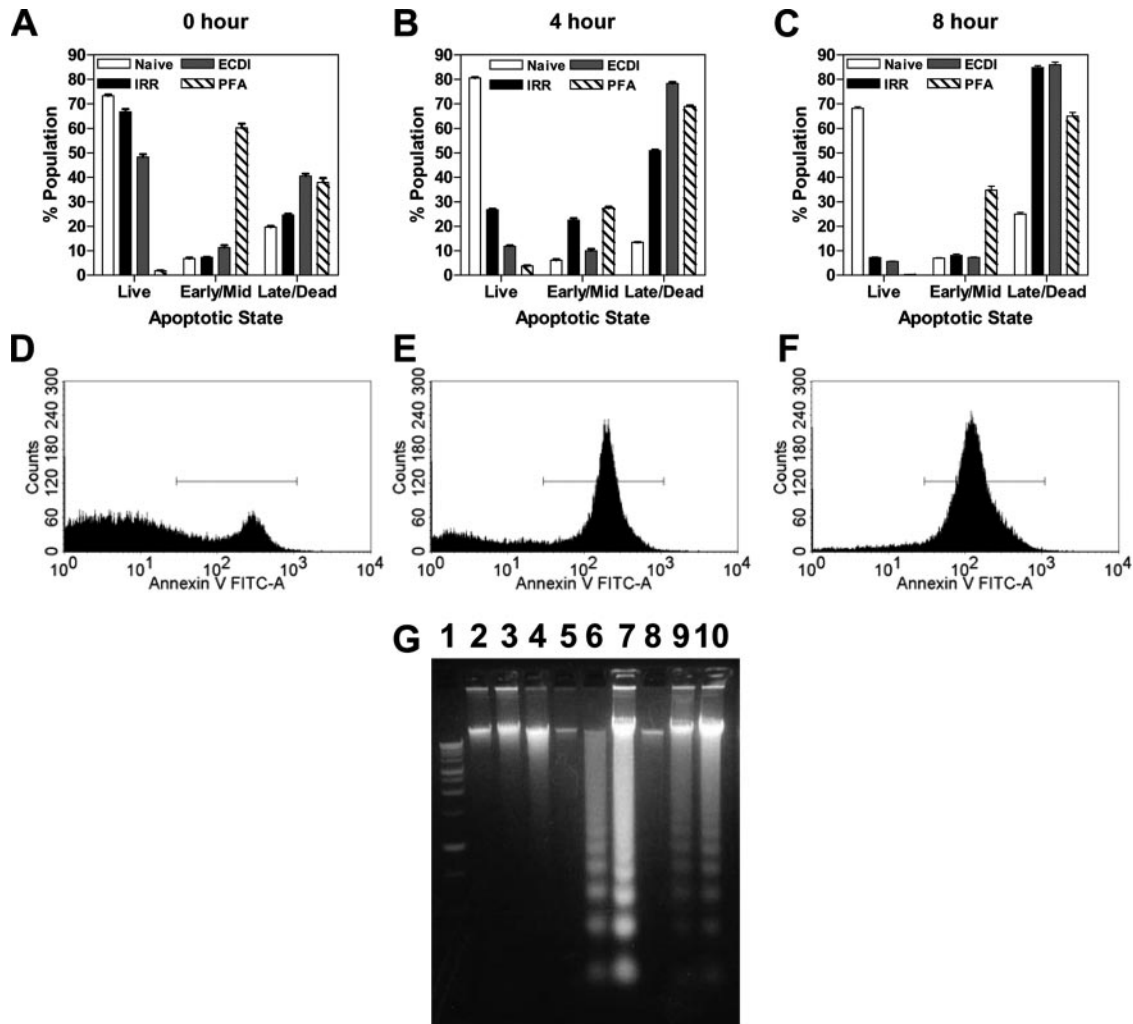 A 0 hour
90
80
70
60
50
40
30
20
10
0
% Population
Naive ECDI
IRR PFA
Live Early/Mid Late/Dead
Apoptotic State
B 4 hour
90
80
70
60
50
40
30
20
10
0
% Population
Naive ECDI
IRR PFA
Live Early/Mid Late/Dead
Apoptotic State
C 8 hour
90
80
70
60
50
40
30
20
10
0
% Population
Naive ECDI
IRR PFA
Live Early/Mid Late/Dead
Apoptotic State
D
Counts
0 60 120 180 240 300
10^0 10^1 10^2 10^3 10^4
Annexin V FITC-A
E
Counts
0 60 120 180 240 300
10^0 10^1 10^2 10^3 10^4
Annexin V FITC-A
F
Counts
0 60 120 180 240 300
10^0 10^1 10^2 10^3 10^4
Annexin V FITC-A
G 1 2 3 4 5 6 7 8 9 10